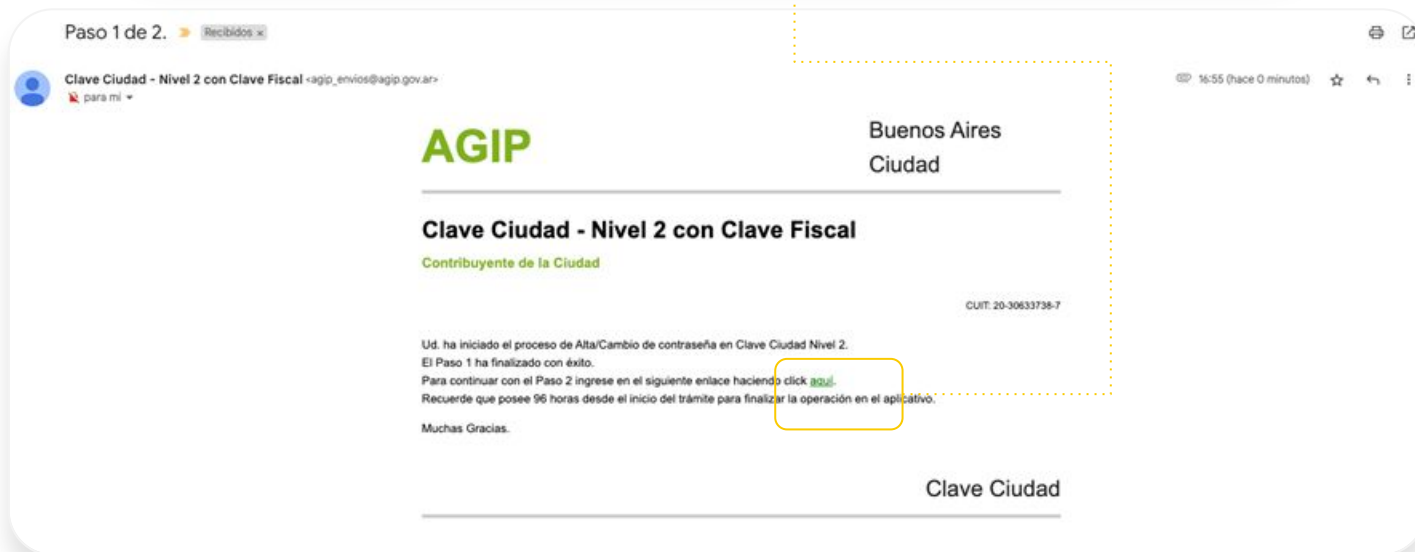 Paso 1 de 2. Recibidos x
Clave Ciudad - Nivel 2 con Clave Fiscal <agip_envios@agip.gov.ar>
16:55 (hace 0 minutos)
para mí
AGIP
Buenos Aires
Ciudad
Clave Ciudad - Nivel 2 con Clave Fiscal
Contribuyente de la Ciudad
CUIT: 20-30633738-7
Ud. ha iniciado el proceso de Alta/Cambio de contraseña en Clave Ciudad Nivel 2.
El Paso 1 ha finalizado con éxito.
Para continuar con el Paso 2 ingrese en el siguiente enlace haciendo click aquí.
Recuerde que posee 96 horas desde el inicio del trámite para finalizar la operación en el aplicativo.
Muchas Gracias.
Clave Ciudad